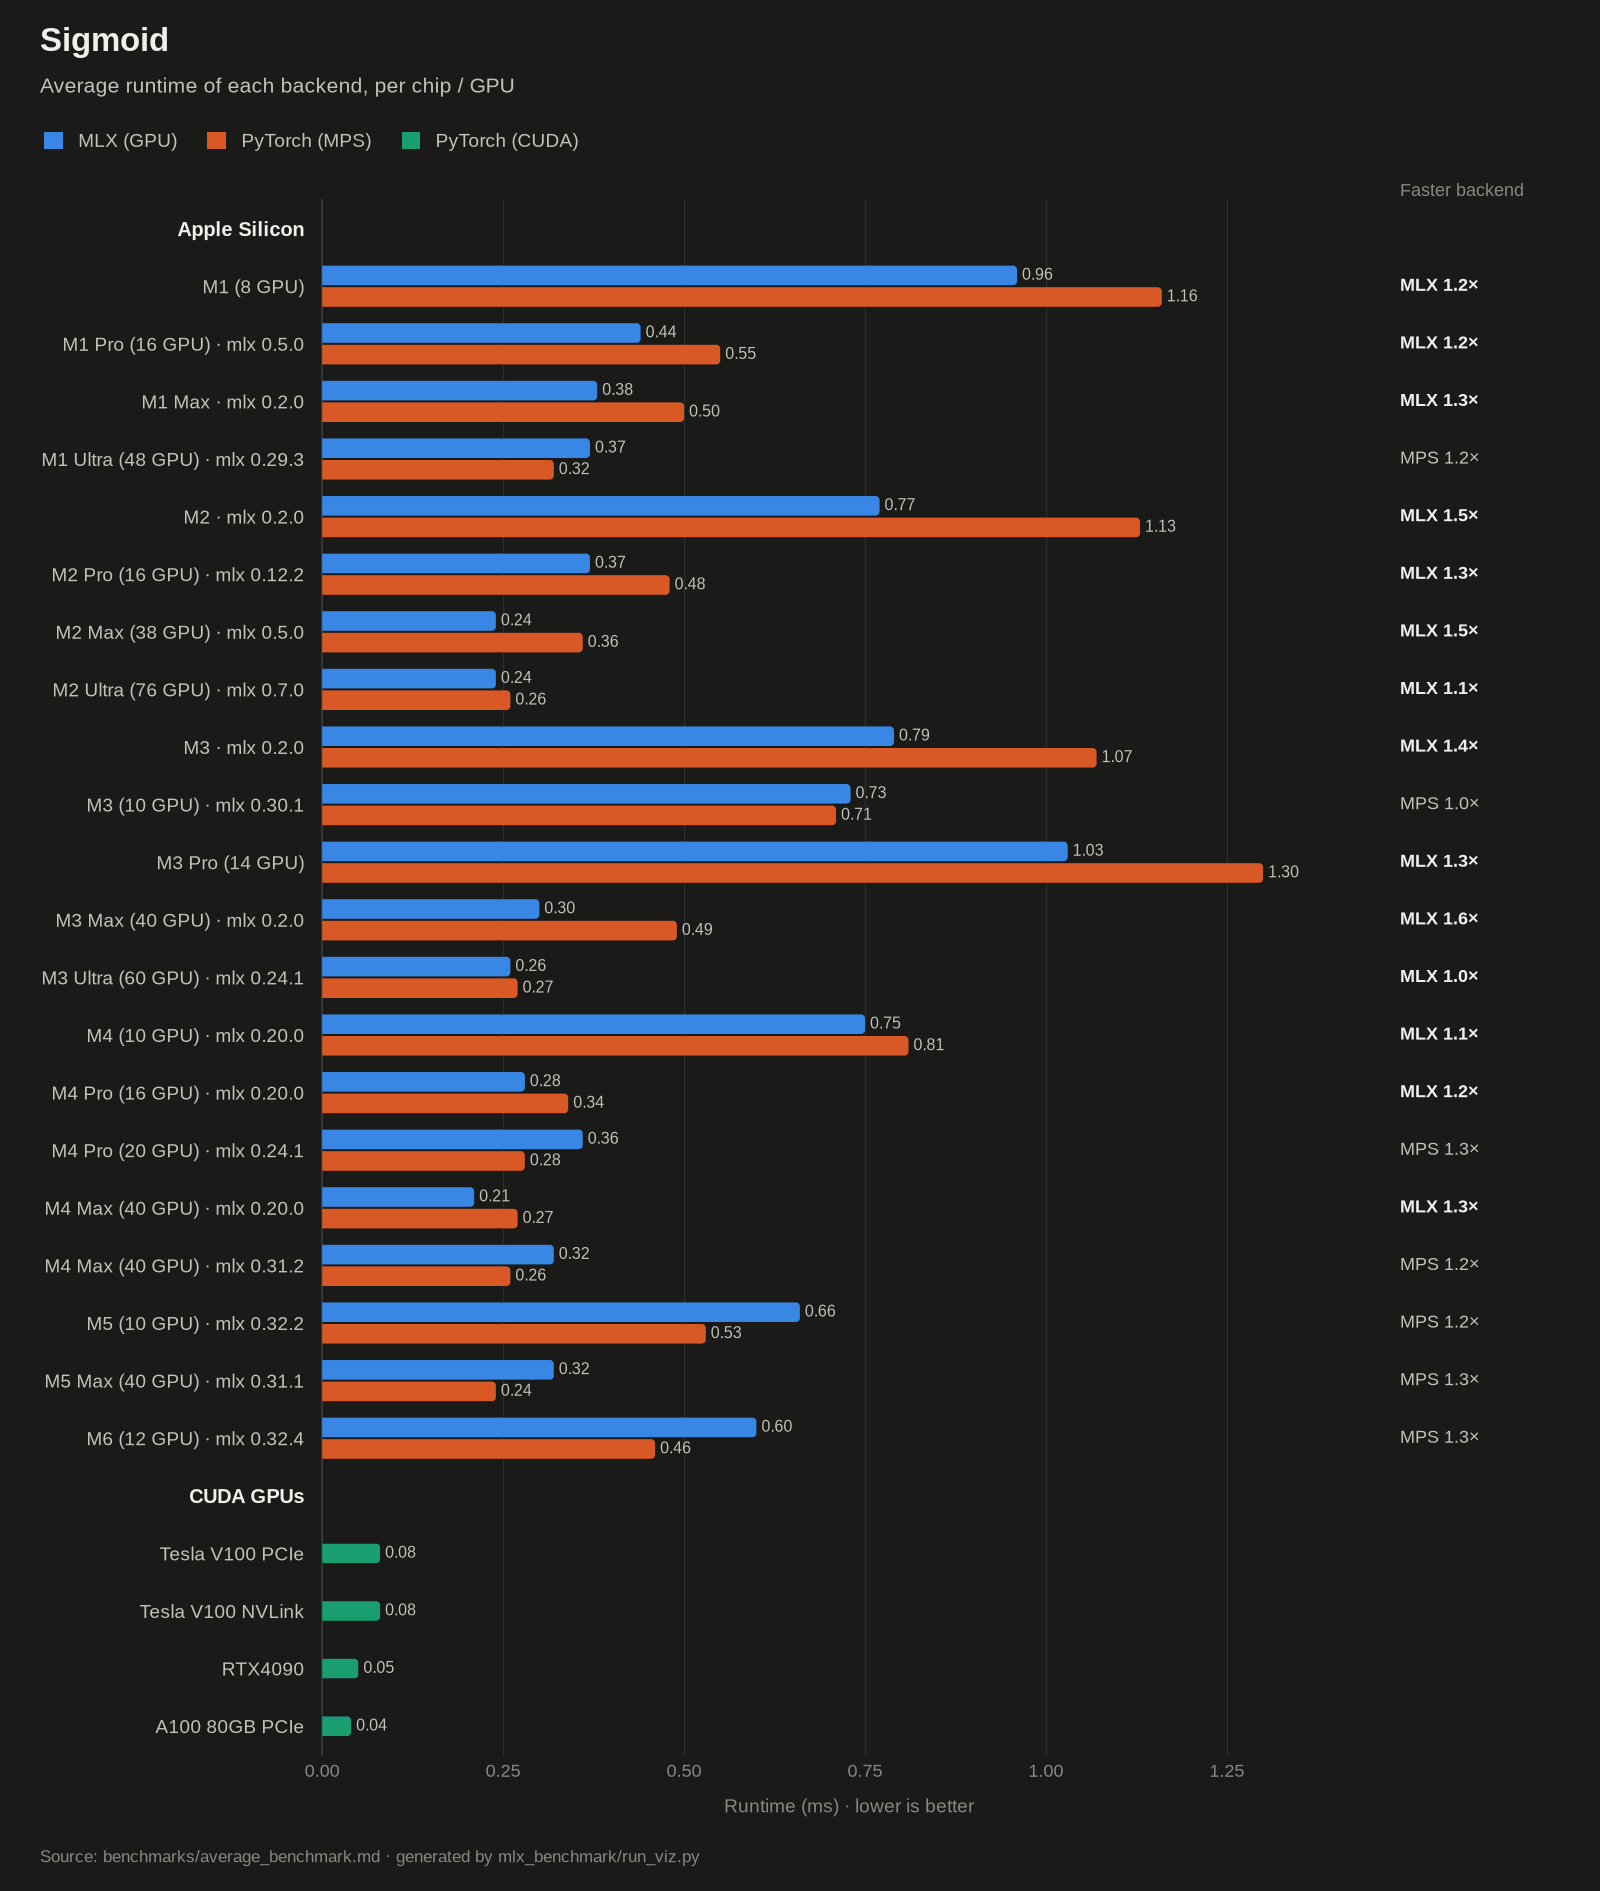 Sigmoid
Average runtime of each backend, per chip / GPU
MLX (GPU) PyTorch (MPS) PyTorch (CUDA)
Faster backend
Apple Silicon
M1 (8 GPU) 0.96 1.16 MLX 1.2×
M1 Pro (16 GPU) · mlx 0.5.0 0.44 0.55 MLX 1.2×
M1 Max · mlx 0.2.0 0.38 0.50 MLX 1.3×
M1 Ultra (48 GPU) · mlx 0.29.3 0.37 0.32 MPS 1.2×
M2 · mlx 0.2.0 0.77 1.13 MLX 1.5×
M2 Pro (16 GPU) · mlx 0.12.2 0.37 0.48 MLX 1.3×
M2 Max (38 GPU) · mlx 0.5.0 0.24 0.36 MLX 1.5×
M2 Ultra (76 GPU) · mlx 0.7.0 0.24 0.26 MLX 1.1×
M3 · mlx 0.2.0 0.79 1.07 MLX 1.4×
M3 (10 GPU) · mlx 0.30.1 0.73 0.71 MPS 1.0×
M3 Pro (14 GPU) 1.03 1.30 MLX 1.3×
M3 Max (40 GPU) · mlx 0.2.0 0.30 0.49 MLX 1.6×
M3 Ultra (60 GPU) · mlx 0.24.1 0.26 0.27 MLX 1.0×
M4 (10 GPU) · mlx 0.20.0 0.75 0.81 MLX 1.1×
M4 Pro (16 GPU) · mlx 0.20.0 0.28 0.34 MLX 1.2×
M4 Pro (20 GPU) · mlx 0.24.1 0.36 0.28 MPS 1.3×
M4 Max (40 GPU) · mlx 0.20.0 0.21 0.27 MLX 1.3×
M4 Max (40 GPU) · mlx 0.31.2 0.32 0.26 MPS 1.2×
M5 (10 GPU) · mlx 0.32.2 0.66 0.53 MPS 1.2×
M5 Max (40 GPU) · mlx 0.31.1 0.32 0.24 MPS 1.3×
M6 (12 GPU) · mlx 0.32.4 0.60 0.46 MPS 1.3×
CUDA GPUs
Tesla V100 PCIe 0.08
Tesla V100 NVLink 0.08
RTX4090 0.05
A100 80GB PCIe 0.04
0.00 0.25 0.50 0.75 1.00 1.25
Runtime (ms) · lower is better
Source: benchmarks/average_benchmark.md · generated by mlx_benchmark/run_viz.py